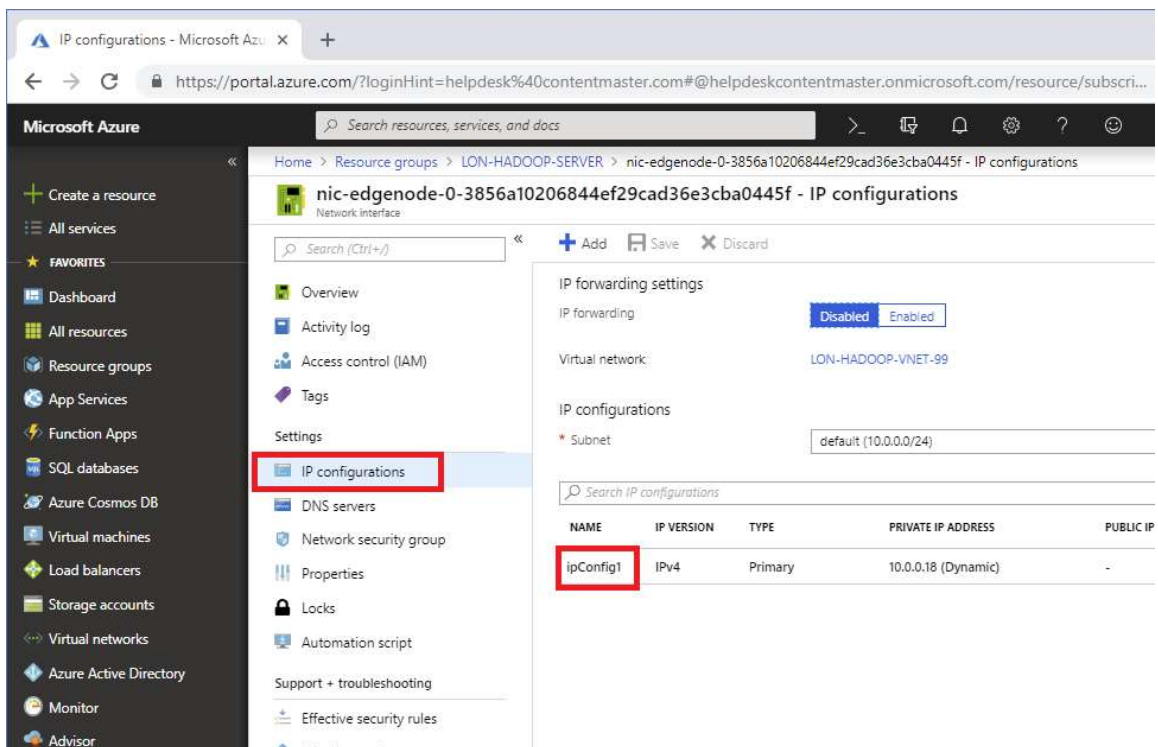 IP configurations - Microsoft Azu
https://portal.azure.com/?loginHint=helpdesk%40contentmaster.com#@helpdeskcontentmaster.onmicrosoft.com/resource/subscri...
Microsoft Azure
Search resources, services, and docs
Home > Resource groups > LON-HADOOP-SERVER > nic-edgenode-0-3856a10206844ef29cad36e3cba0445f - IP configurations
nic-edgenode-0-3856a10206844ef29cad36e3cba0445f - IP configurations
Network interface
Create a resource
All services
FAVORITES
Dashboard
All resources
Resource groups
App Services
Function Apps
SQL databases
Azure Cosmos DB
Virtual machines
Load balancers
Storage accounts
Virtual networks
Azure Active Directory
Monitor
Advisor
Search (Ctrl+/)
Overview
Activity log
Access control (IAM)
Tags
Settings
IP configurations
DNS servers
Network security group
Properties
Locks
Automation script
Support + troubleshooting
Effective security rules
Add Save Discard
IP forwarding settings
IP forwarding Disabled Enabled
Virtual network LON-HADOOP-VNET-99
IP configurations
* Subnet default (10.0.0.0/24)
Search IP configurations
NAME IP VERSION TYPE PRIVATE IP ADDRESS PUBLIC IP
ipConfig1 IPv4 Primary 10.0.0.18 (Dynamic) -